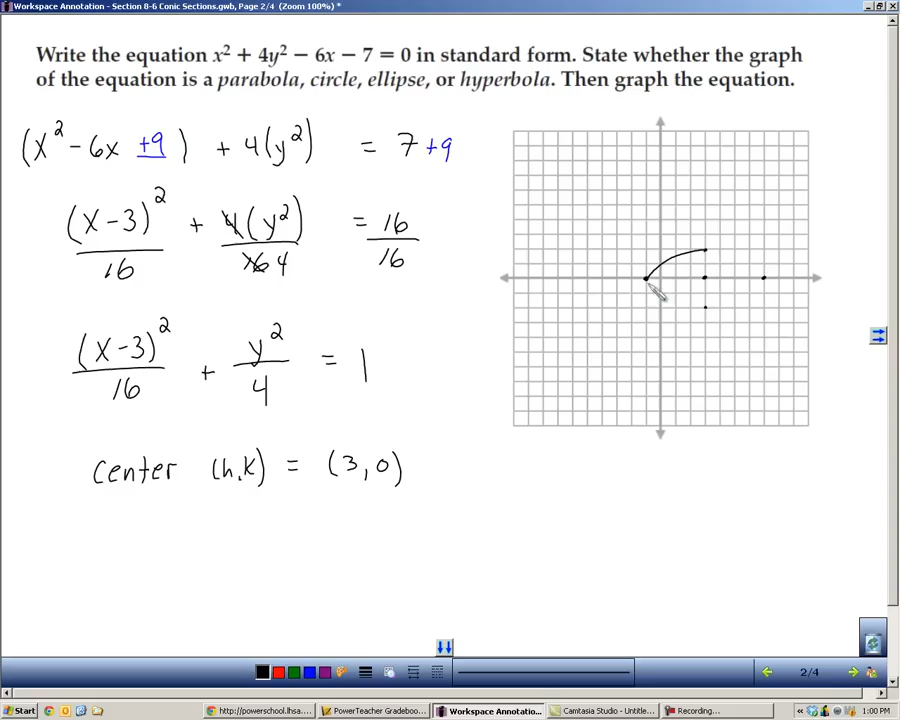 Workspace Annotation - Section 8-6 Conic Sections.gwb, Page 2/4 (Zoom 100%) *
Write the equation x² + 4y² − 6x − 7 = 0 in standard form. State whether the graph
of the equation is a parabola, circle, ellipse, or hyperbola. Then graph the equation.
(x² − 6x +9 ) + 4(y²) = 7 +9
(x − 3)²/16 + 4(y²)/16 4 = 16/16
(x − 3)²/16 + y²/4 = 1
center (h,k) = (3,0)
2/4
Start
http://powerschool.lhsa....
PowerTeacher Gradeboo...
Workspace Annotation...
Camtasia Studio - Untitle...
Recording...
1:00 PM